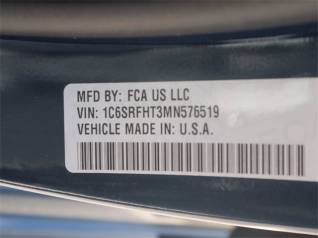 MFD BY: FCA US LLC
VIN: 1C6SRFHT3MN576519
VEHICLE MADE IN: U.S.A.